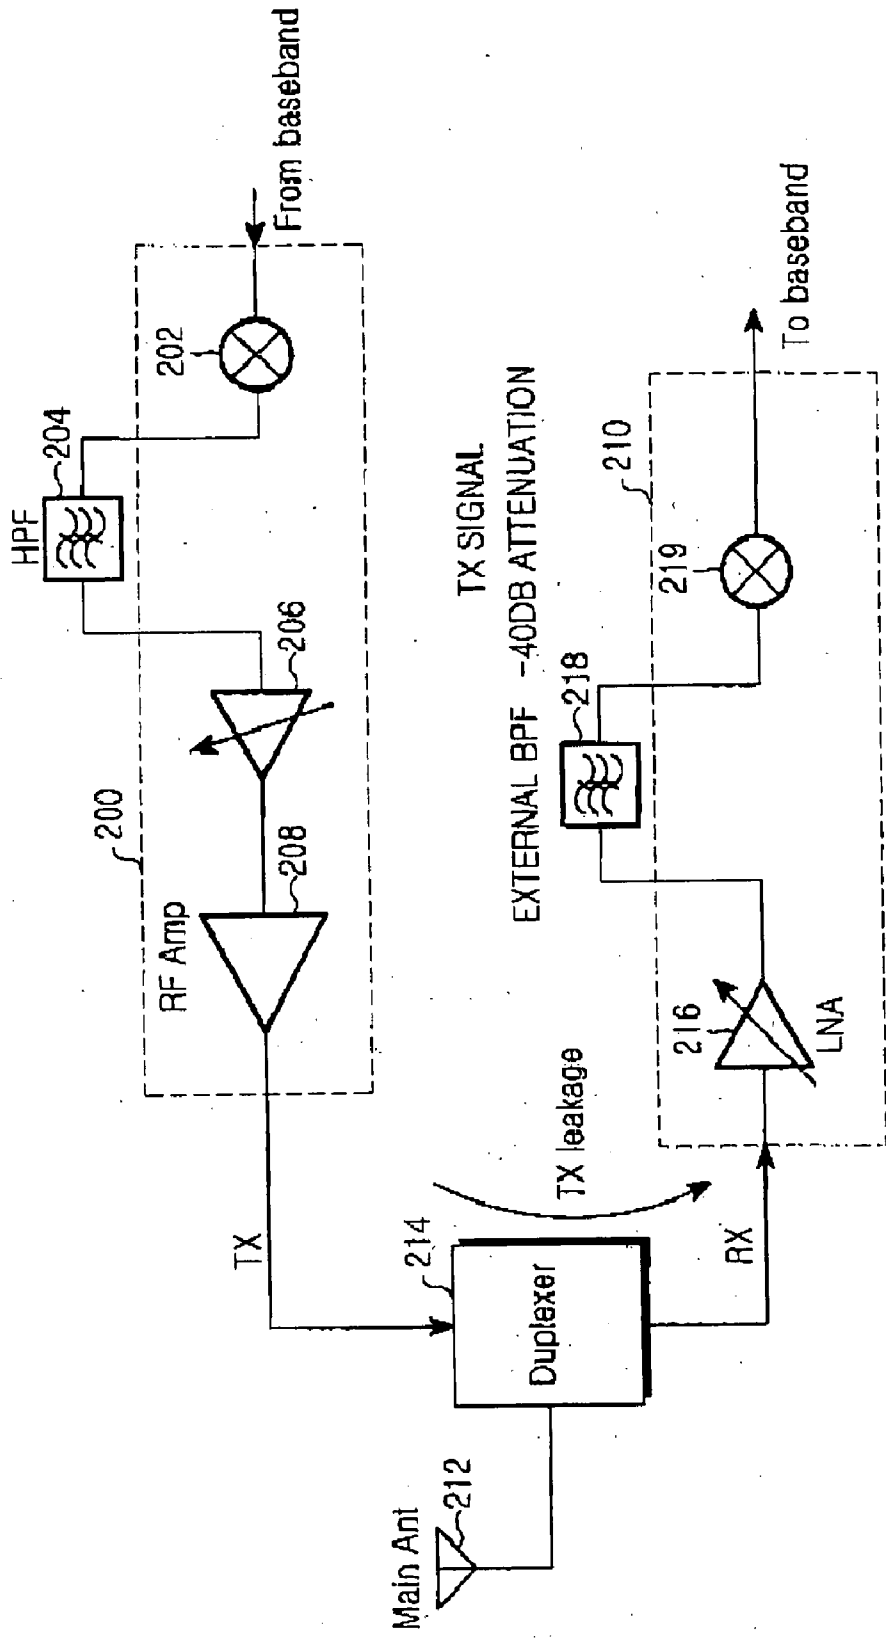 HPF
204
202
From baseband
200
206
RF Amp
208
TX
TX SIGNAL
EXTERNAL BPF -40DB ATTENUATION
Main Ant
212
214
Duplexer
TX leakage
218
210
219
216
LNA
RX
To baseband